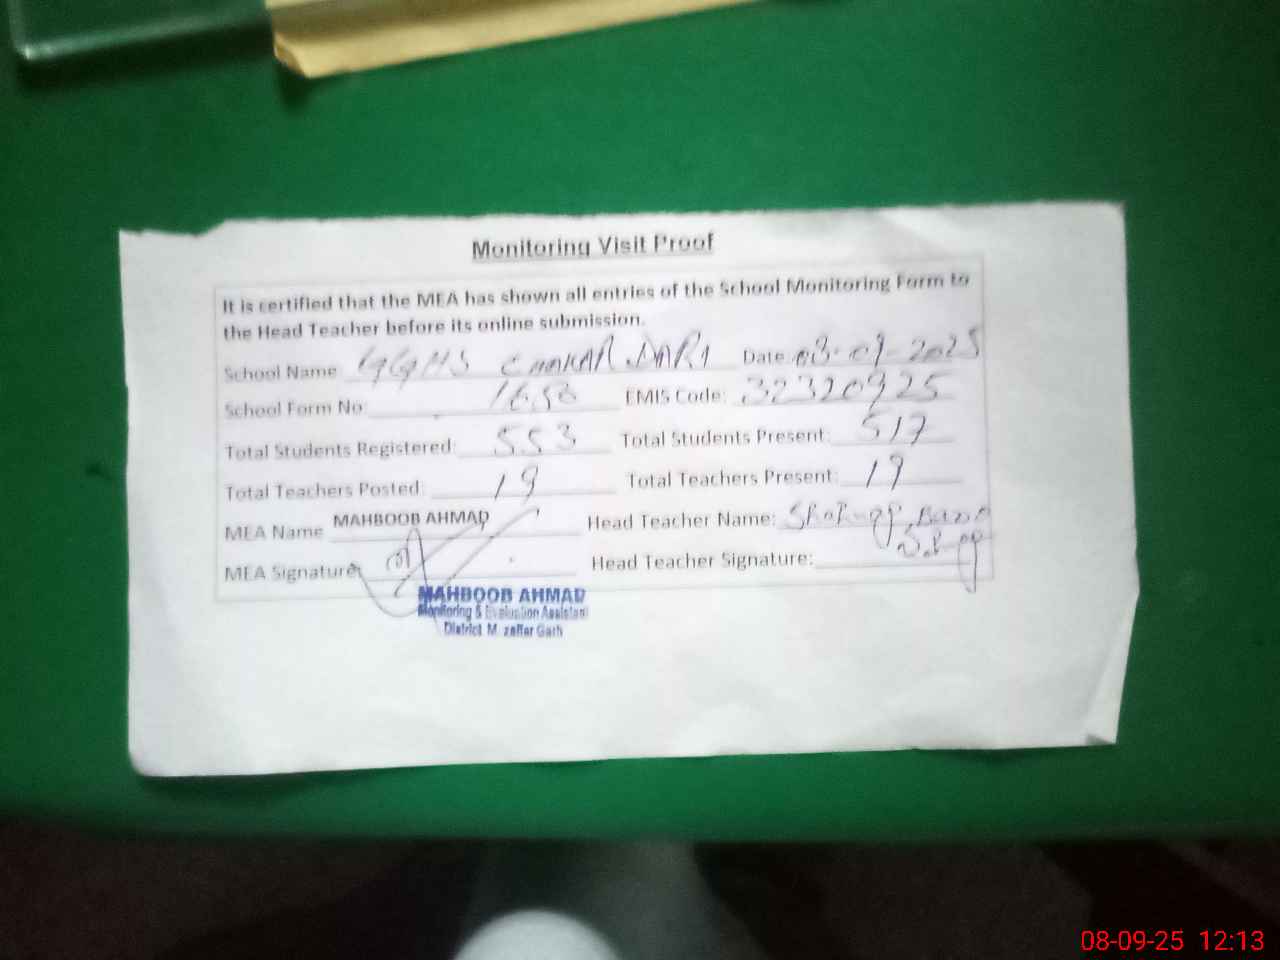 Monitoring Visit Proof
It is certified that the MEA has shown all entries of the School Monitoring Form to
the Head Teacher before its online submission.
School Name GGHS DARI Date 08-09-2025
School Form No: EMIS Code: 32320925
Total Students Registered: 553 Total Students Present: 517
Total Teachers Posted: 19 Total Teachers Present: 19
MEA Name MAHBOOB AHMAD Head Teacher Name:
MEA Signature Head Teacher Signature:
MAHBOOB AHMAD
Monitoring & Evaluation Assistant
District M. zaffar Garh
08-09-25 12:13